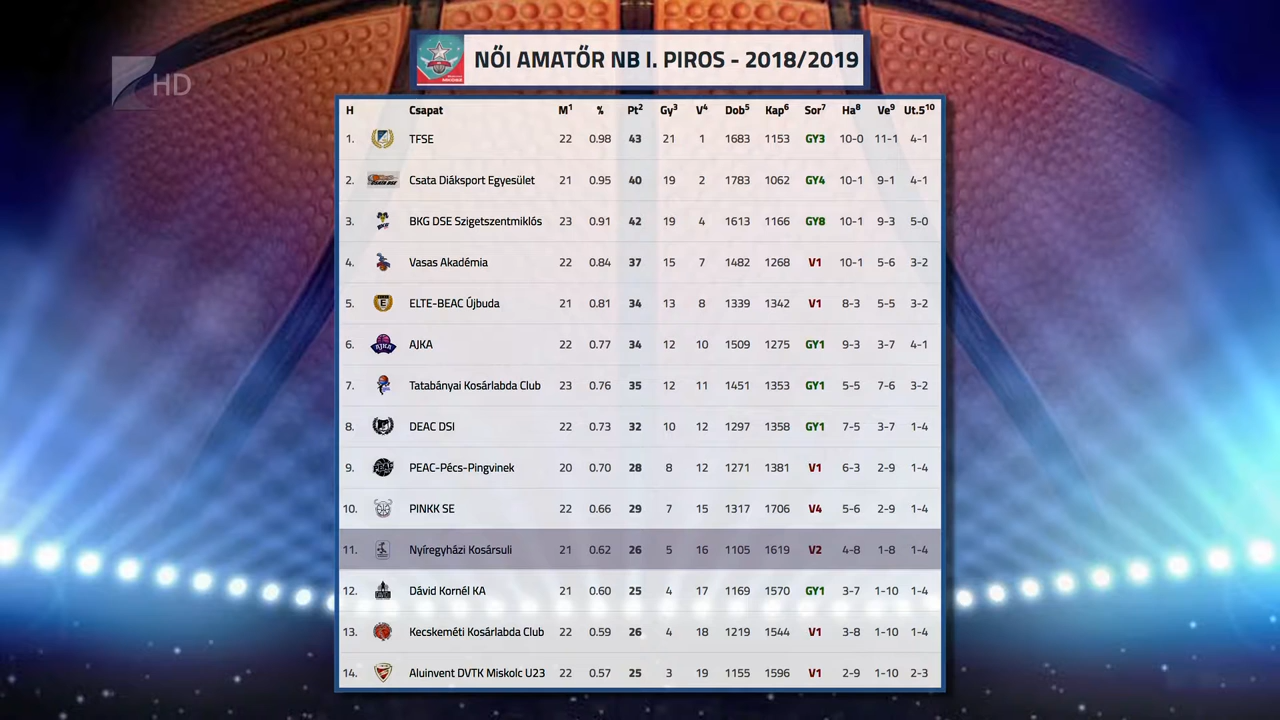 HD
NŐI AMATŐR NB I. PIROS - 2018/2019
H Csapat M1 % Pt2 Gy3 V4 Dob5 Kap6 Sor7 Ha8 Ve9 Ut.510
1. TFSE 22 0.98 43 21 1 1683 1153 GY3 10-0 11-1 4-1
2. Csata Diáksport Egyesület 21 0.95 40 19 2 1783 1062 GY4 10-1 9-1 4-1
3. BKG DSE Szigetszentmiklós 23 0.91 42 19 4 1613 1166 GY8 10-1 9-3 5-0
4. Vasas Akadémia 22 0.84 37 15 7 1482 1268 V1 10-1 5-6 3-2
5. ELTE-BEAC Újbuda 21 0.81 34 13 8 1339 1342 V1 8-3 5-5 3-2
6. AJKA 22 0.77 34 12 10 1509 1275 GY1 9-3 3-7 4-1
7. Tatabányai Kosárlabda Club 23 0.76 35 12 11 1451 1353 GY1 5-5 7-6 3-2
8. DEAC DSI 22 0.73 32 10 12 1297 1358 GY1 7-5 3-7 1-4
9. PEAC-Pécs-Pingvinek 20 0.70 28 8 12 1271 1381 V1 6-3 2-9 1-4
10. PINKK SE 22 0.66 29 7 15 1317 1706 V4 5-6 2-9 1-4
11. Nyíregyházi Kosársuli 21 0.62 26 5 16 1105 1619 V2 4-8 1-8 1-4
12. Dávid Kornél KA 21 0.60 25 4 17 1169 1570 GY1 3-7 1-10 1-4
13. Kecskeméti Kosárlabda Club 22 0.59 26 4 18 1219 1544 V1 3-8 1-10 1-4
14. Aluinvent DVTK Miskolc U23 22 0.57 25 3 19 1155 1596 V1 2-9 1-10 2-3